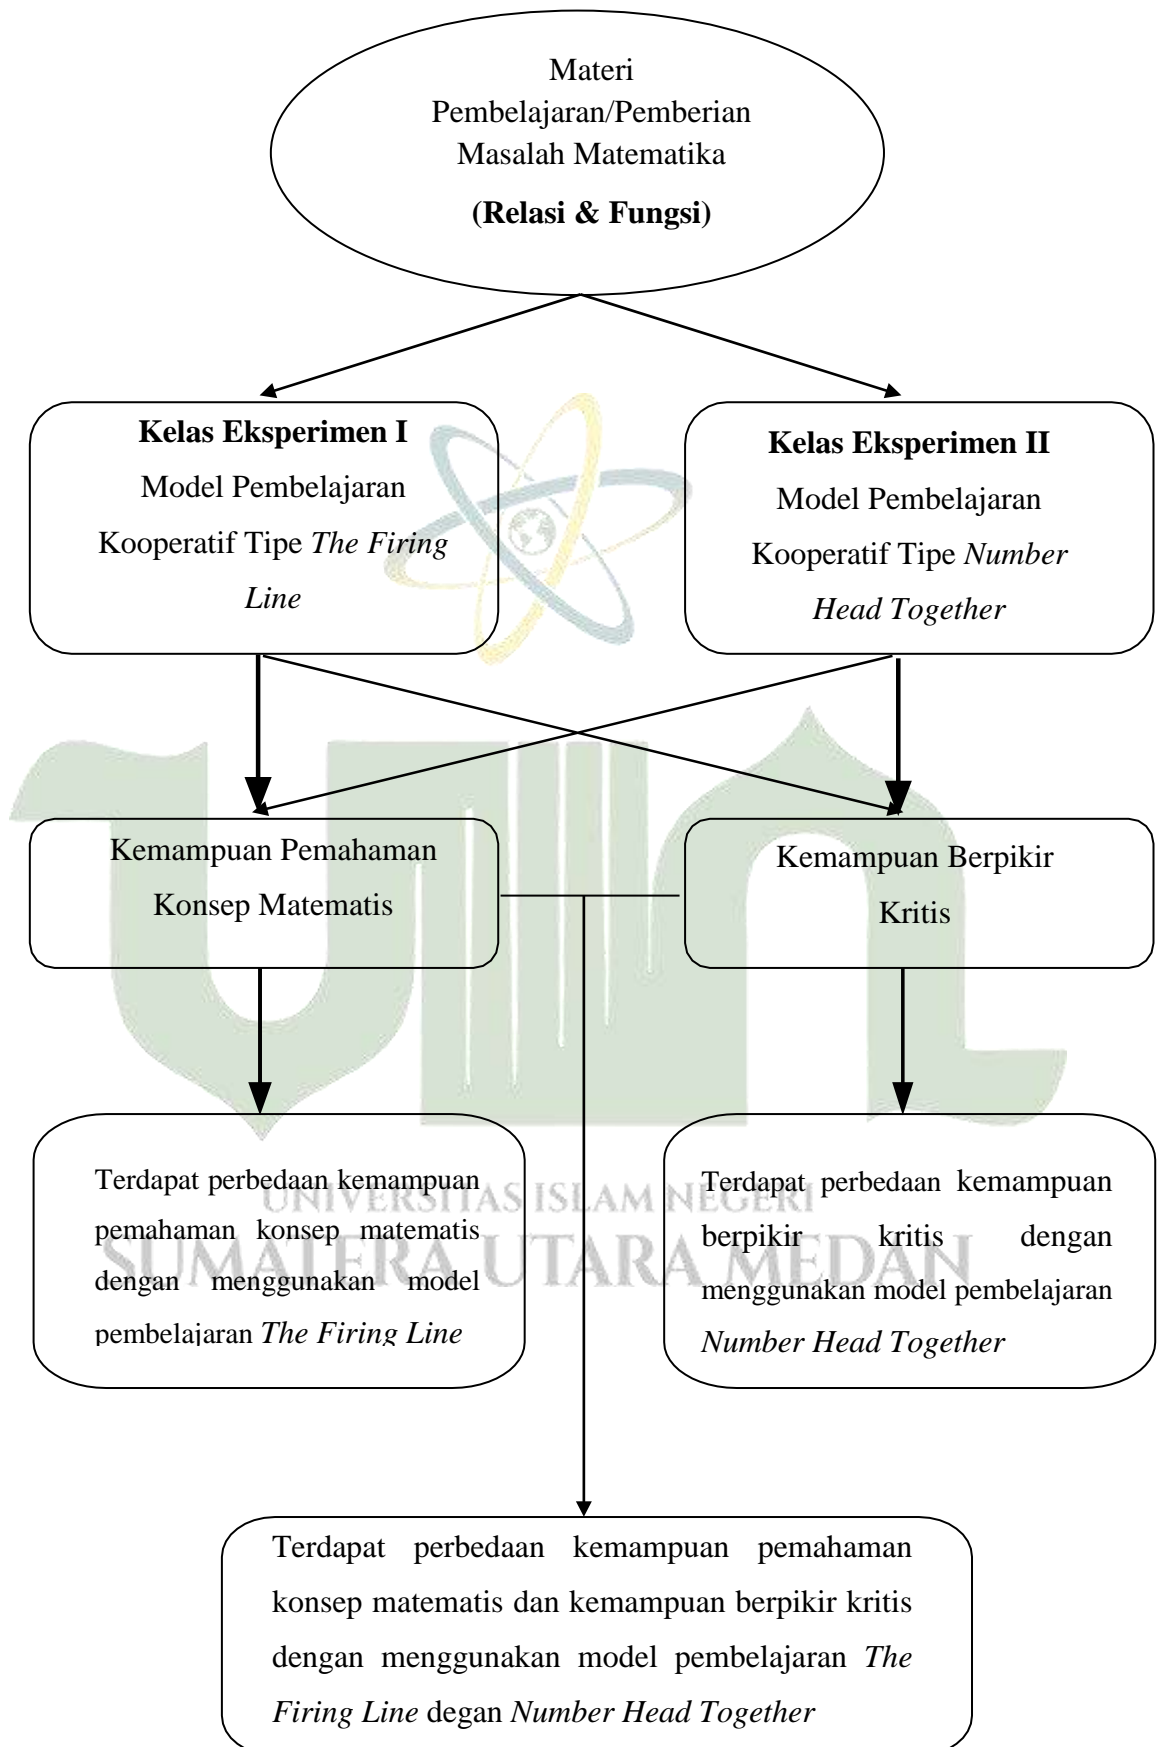 Materi
Pembelajaran/Pemberian
Masalah Matematika
(Relasi & Fungsi)
Kelas Eksperimen I
Model Pembelajaran
Kooperatif Tipe The Firing
Line
Kelas Eksperimen II
Model Pembelajaran
Kooperatif Tipe Number
Head Together
Kemampuan Pemahaman
Konsep Matematis
Kemampuan Berpikir
Kritis
Terdapat perbedaan kemampuan
pemahaman konsep matematis
dengan menggunakan model
pembelajaran The Firing Line
Terdapat perbedaan kemampuan
berpikir kritis dengan
menggunakan model pembelajaran
Number Head Together
UNIVERSITAS ISLAM NEGERI
SUMATERA UTARA MEDAN
Terdapat perbedaan kemampuan pemahaman
konsep matematis dan kemampuan berpikir kritis
dengan menggunakan model pembelajaran The
Firing Line degan Number Head Together